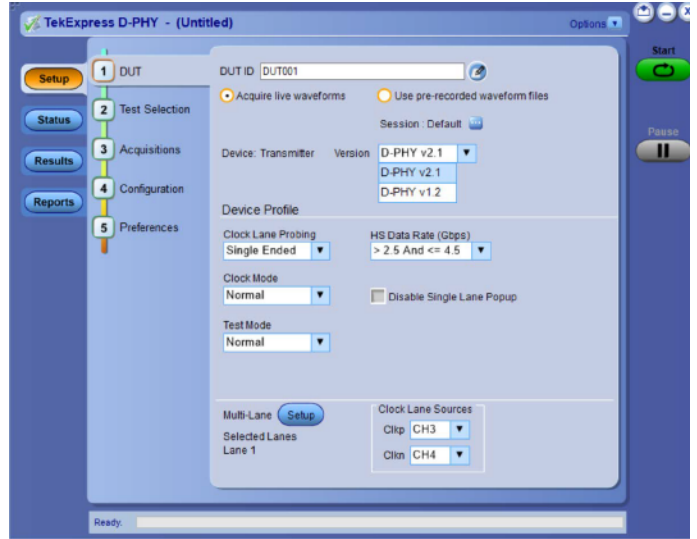 TekExpress D-PHY - (Untitled)
Options
Start
Pause
Setup
Status
Results
Reports
1 DUT
2 Test Selection
3 Acquisitions
4 Configuration
5 Preferences
DUT ID DUT001
Acquire live waveforms
Use pre-recorded waveform files
Session : Default
Device: Transmitter Version D-PHY v2.1
D-PHY v2.1
D-PHY v1.2
Device Profile
Clock Lane Probing
Single Ended
HS Data Rate (Gbps)
> 2.5 And <= 4.5
Clock Mode
Normal
Disable Single Lane Popup
Test Mode
Normal
Multi-Lane Setup
Selected Lanes
Lane 1
Clock Lane Sources
Clkp CH3
Clkn CH4
Ready.